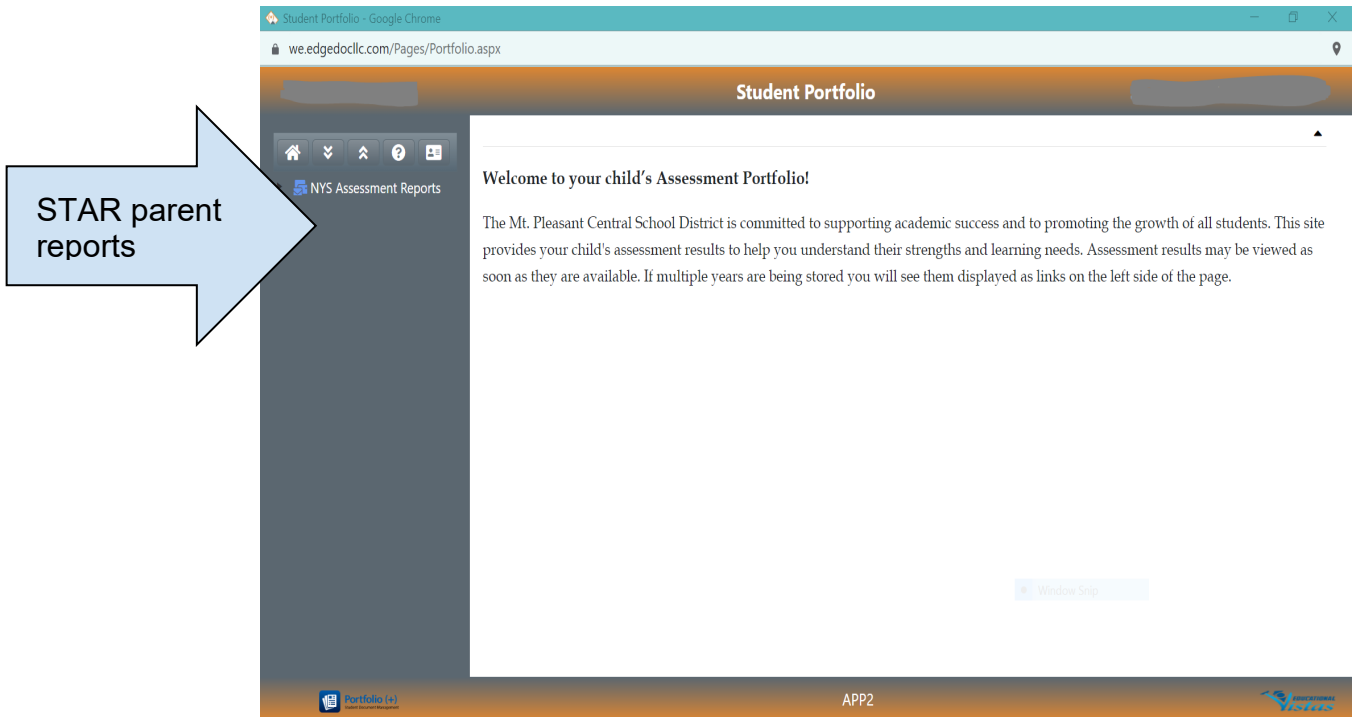 Student Portfolio - Google Chrome
we.edgedocllc.com/Pages/Portfolio.aspx
Student Portfolio
NYS Assessment Reports
STAR parent
reports
Welcome to your child's Assessment Portfolio!
The Mt. Pleasant Central School District is committed to supporting academic success and to promoting the growth of all students. This site
provides your child's assessment results to help you understand their strengths and learning needs. Assessment results may be viewed as
soon as they are available. If multiple years are being stored you will see them displayed as links on the left side of the page.
Window Snip
Portfolio (+)
Student Document Management
APP2
EDUCATIONAL
Vistas